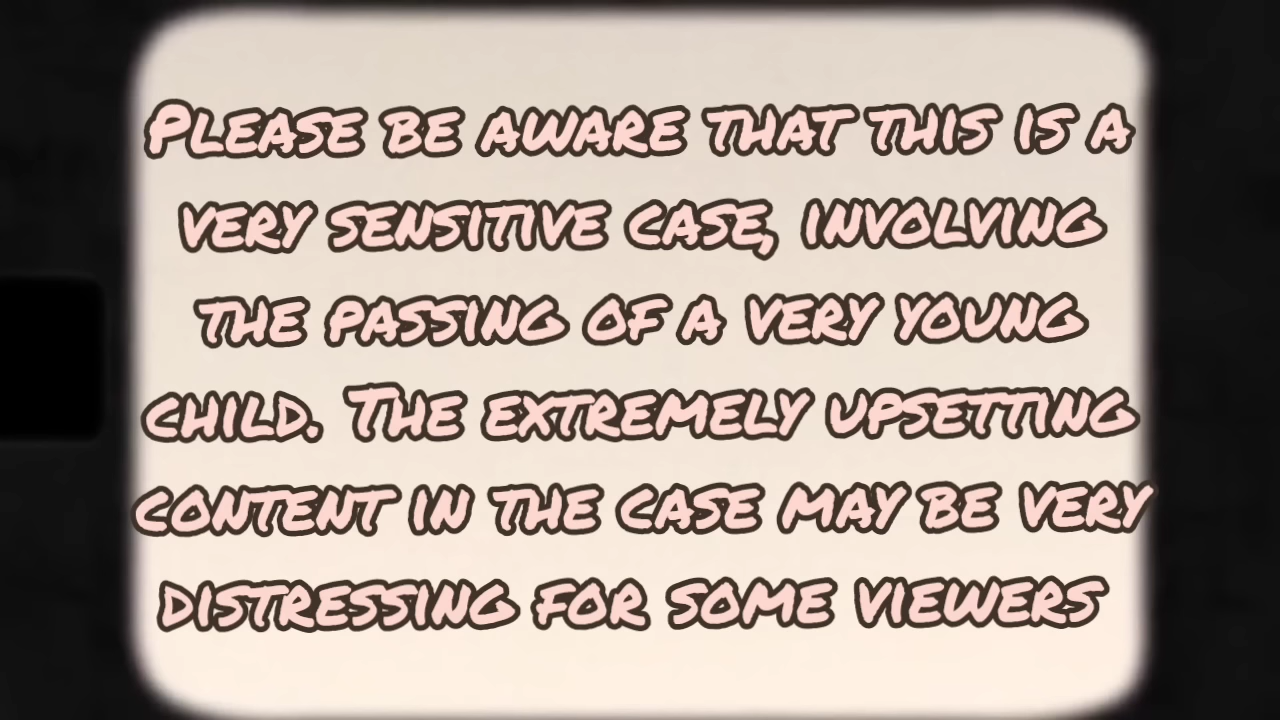 Please be aware that this is a
very sensitive case, involving
the passing of a very young
child. The extremely upsetting
content in the case may be very
distressing for some viewers